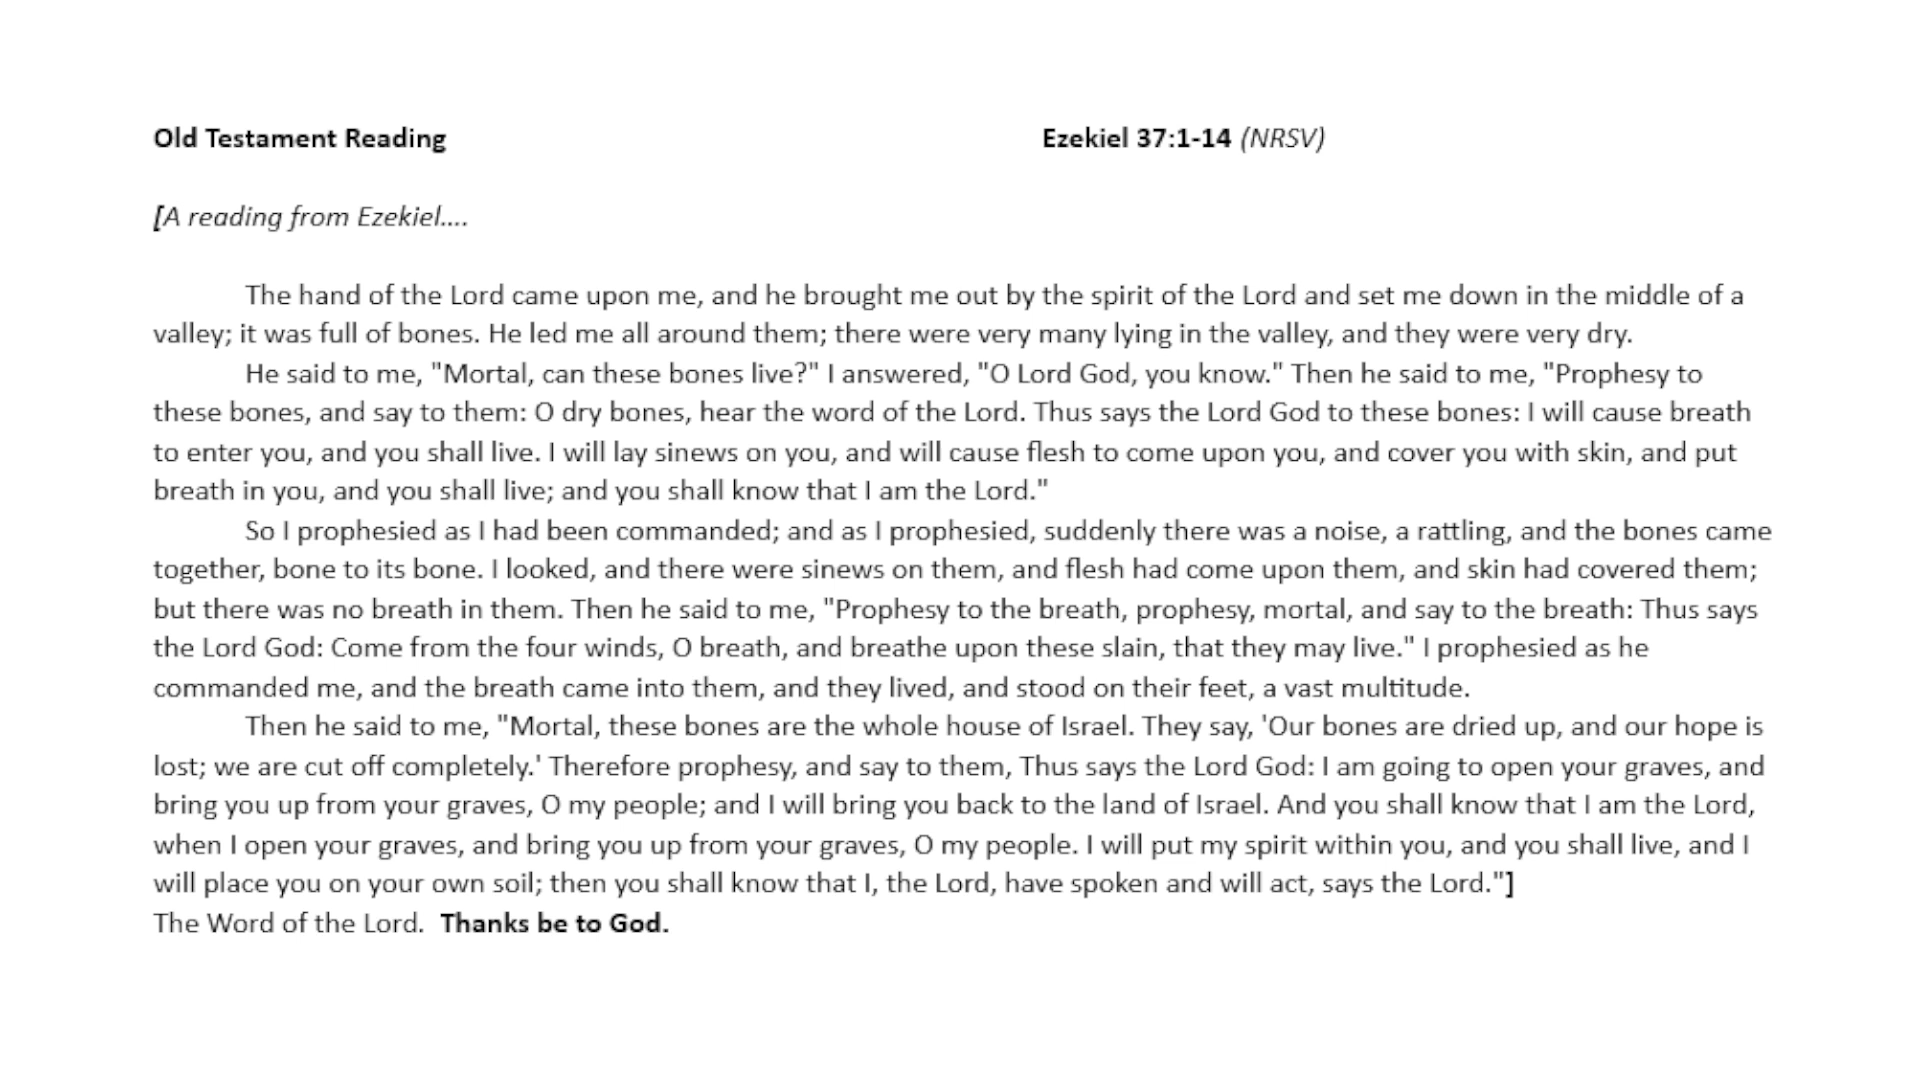 Old Testament Reading Ezekiel 37:1-14 (NRSV)
[A reading from Ezekiel....
The hand of the Lord came upon me, and he brought me out by the spirit of the Lord and set me down in the middle of a
valley; it was full of bones. He led me all around them; there were very many lying in the valley, and they were very dry.
He said to me, "Mortal, can these bones live?" I answered, "O Lord God, you know." Then he said to me, "Prophesy to
these bones, and say to them: O dry bones, hear the word of the Lord. Thus says the Lord God to these bones: I will cause breath
to enter you, and you shall live. I will lay sinews on you, and will cause flesh to come upon you, and cover you with skin, and put
breath in you, and you shall live; and you shall know that I am the Lord."
So I prophesied as I had been commanded; and as I prophesied, suddenly there was a noise, a rattling, and the bones came
together, bone to its bone. I looked, and there were sinews on them, and flesh had come upon them, and skin had covered them;
but there was no breath in them. Then he said to me, "Prophesy to the breath, prophesy, mortal, and say to the breath: Thus says
the Lord God: Come from the four winds, O breath, and breathe upon these slain, that they may live." I prophesied as he
commanded me, and the breath came into them, and they lived, and stood on their feet, a vast multitude.
Then he said to me, "Mortal, these bones are the whole house of Israel. They say, 'Our bones are dried up, and our hope is
lost; we are cut off completely.' Therefore prophesy, and say to them, Thus says the Lord God: I am going to open your graves, and
bring you up from your graves, O my people; and I will bring you back to the land of Israel. And you shall know that I am the Lord,
when I open your graves, and bring you up from your graves, O my people. I will put my spirit within you, and you shall live, and I
will place you on your own soil; then you shall know that I, the Lord, have spoken and will act, says the Lord."]
The Word of the Lord. Thanks be to God.